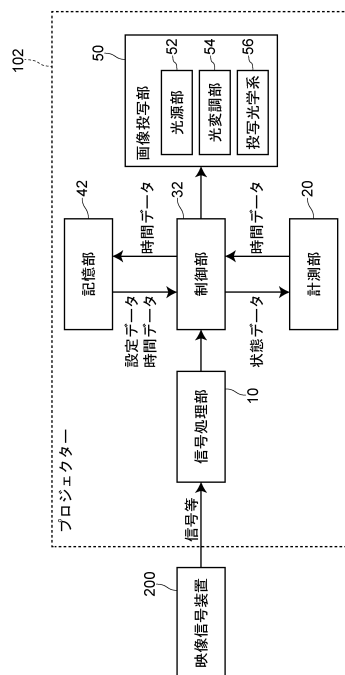 102
プロジェクター
50
画像投写部
52
光源部
54
光変調部
56
投写光学系
42
記憶部
設定データ
時間データ
時間データ
32
制御部
状態データ
時間データ
20
計測部
信号処理部
10
信号等
200
映像信号装置